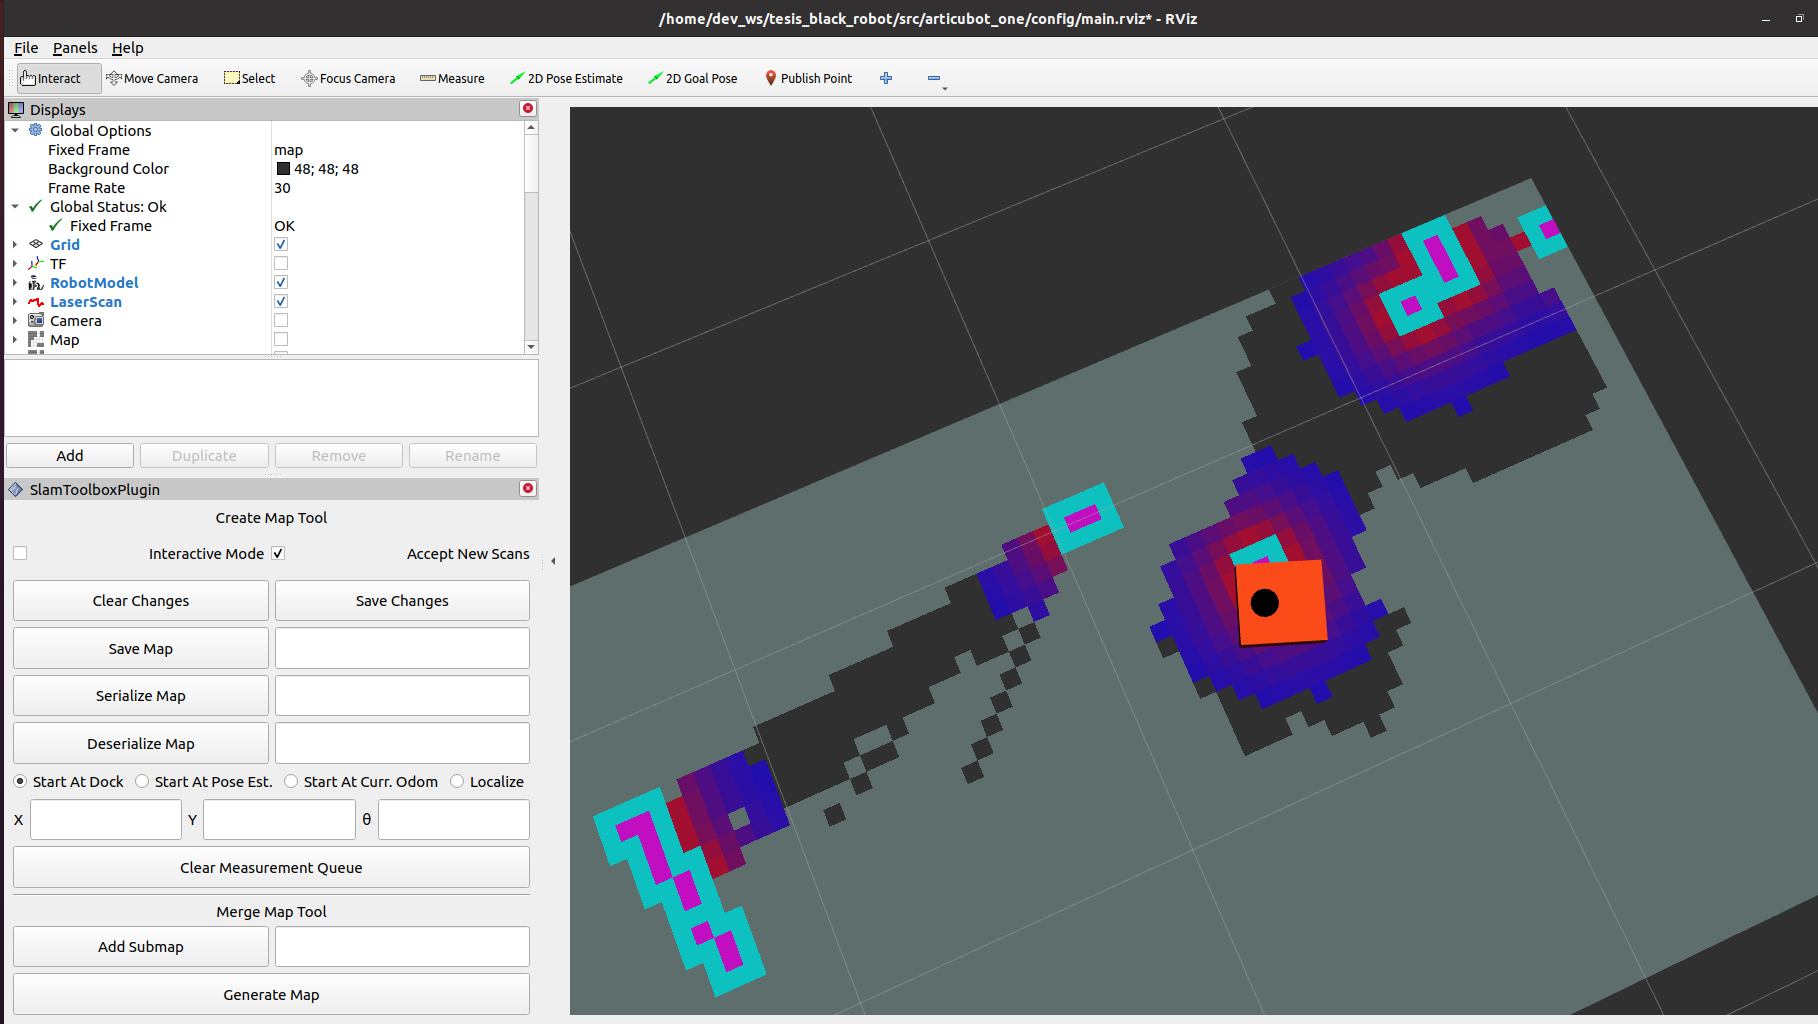 /home/dev_ws/tesis_black_robot/src/articubot_one/config/main.rviz* - RViz
File Panels Help
Interact Move Camera Select Focus Camera Measure 2D Pose Estimate 2D Goal Pose Publish Point
Displays
Global Options
Fixed Frame map
Background Color 48; 48; 48
Frame Rate 30
Global Status: Ok
Fixed Frame OK
Grid
TF
RobotModel
LaserScan
Camera
Map
Add Duplicate Remove Rename
SlamToolboxPlugin
Create Map Tool
Interactive Mode Accept New Scans
Clear Changes Save Changes
Save Map
Serialize Map
Deserialize Map
Start At Dock Start At Pose Est. Start At Curr. Odom Localize
X Y θ
Clear Measurement Queue
Merge Map Tool
Add Submap
Generate Map